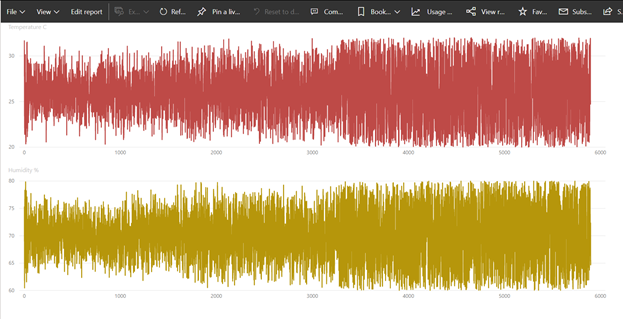 File View Edit report Ex... Ref... Pin a liv... Reset to d... Com... Book... Usage ... View r... Fav... Subs... S...
Temperature C
30
25
20
0 1000 2000 3000 4000 5000 6000
Humidity %
80
75
70
65
60
0 1000 2000 3000 4000 5000 6000